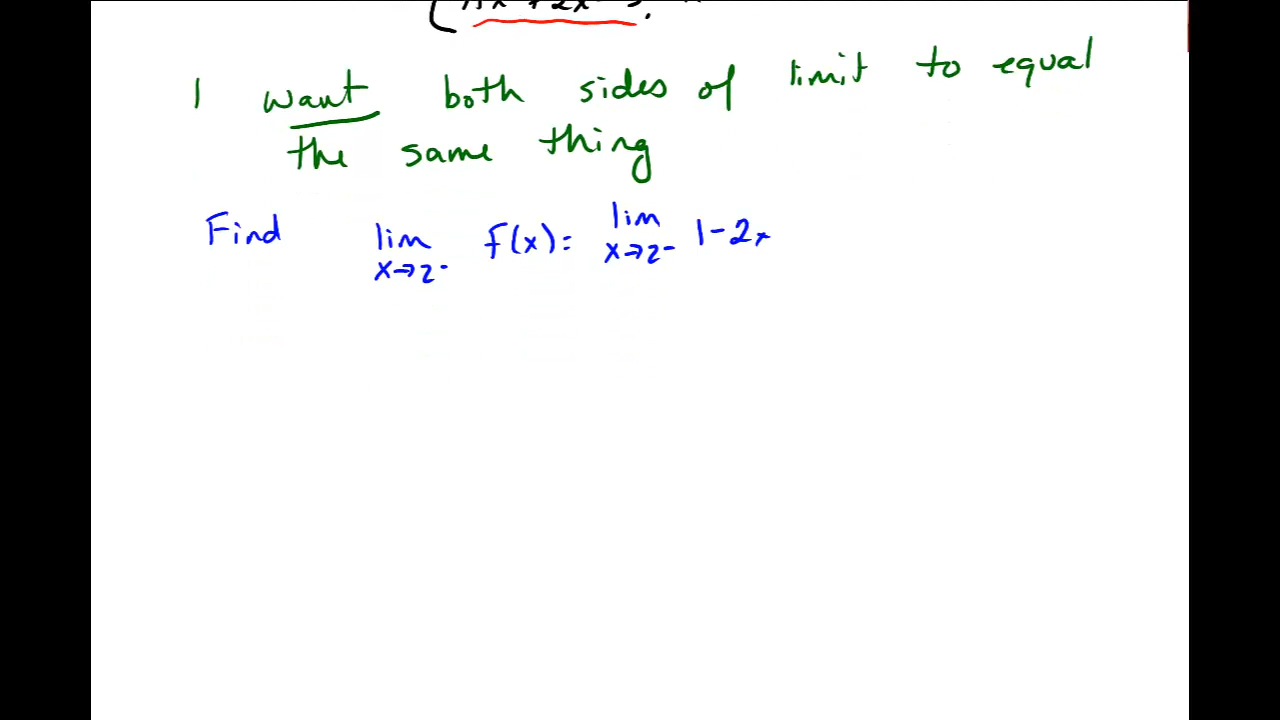 I want both sides of limit to equal
the same thing
Find lim x→2⁻ f(x) = lim x→2⁻ 1-2x